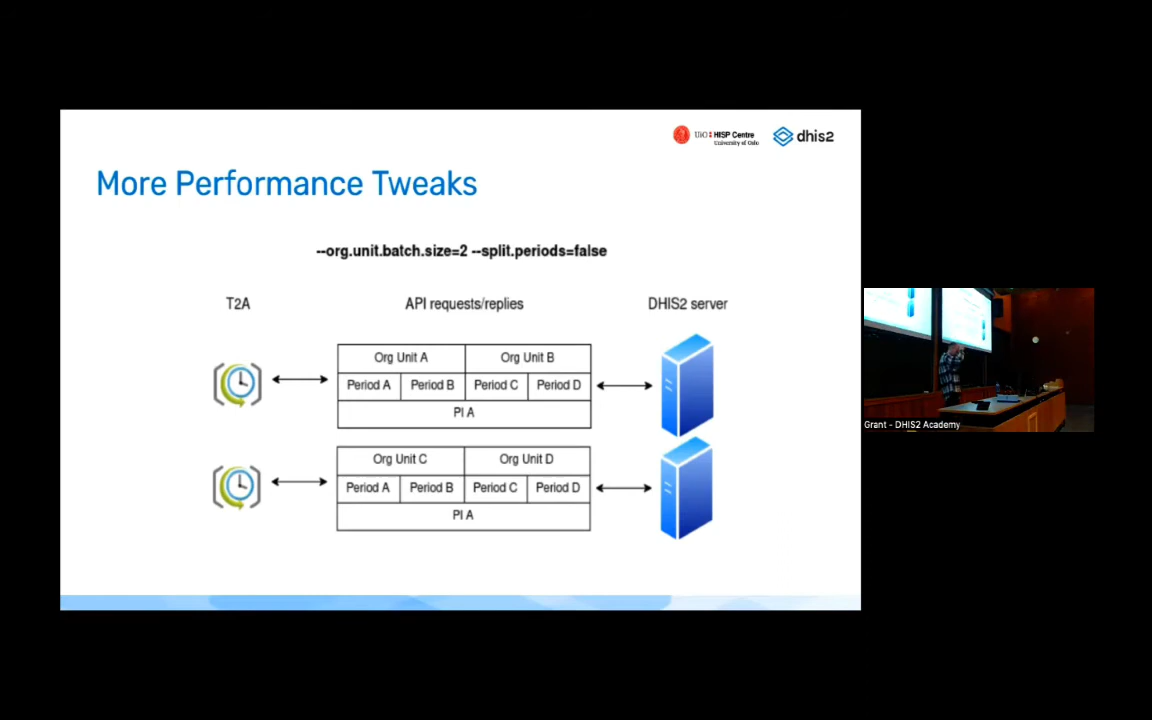 UiO: HISP Centre
University of Oslo
dhis2
More Performance Tweaks
--org.unit.batch.size=2 --split.periods=false
T2A API requests/replies DHIS2 server
Org Unit A Org Unit B
Period A Period B Period C Period D
PI A
Org Unit C Org Unit D
Period A Period B Period C Period D
PI A
Grant - DHIS2 Academy